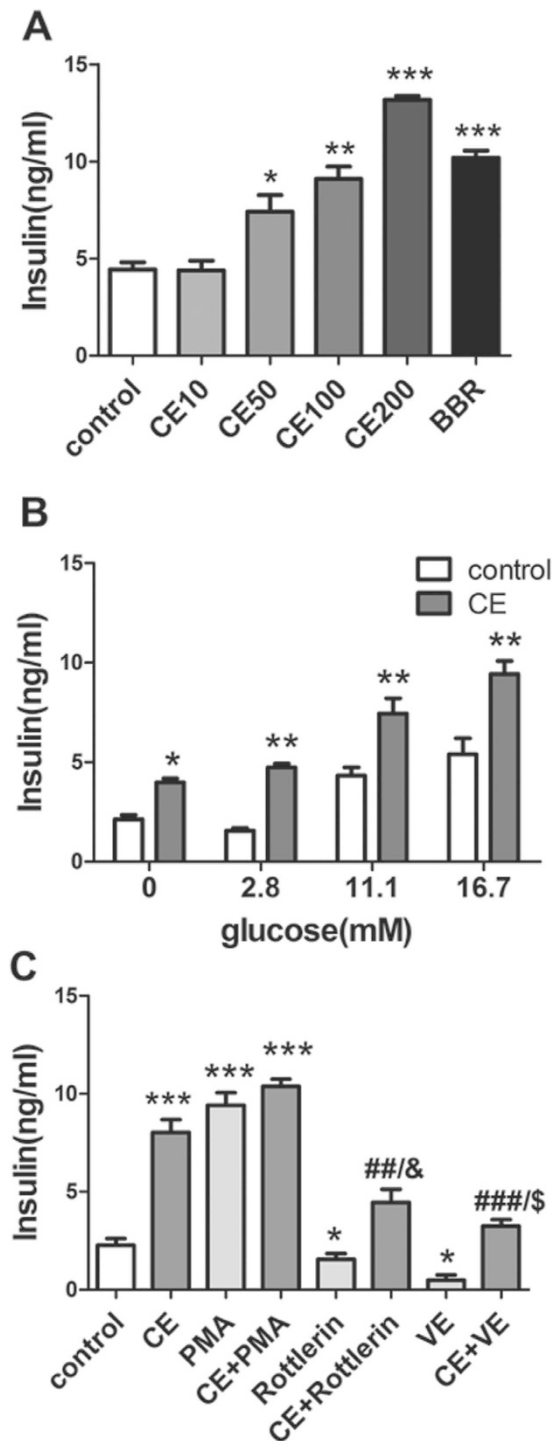 A
Insulin(ng/ml)
15
10
5
0
*
**
***
***
control
CE10
CE50
CE100
CE200
BBR
B
Insulin(ng/ml)
15
10
5
0
control
CE
*
**
**
**
0
2.8
11.1
16.7
glucose(mM)
C
Insulin(ng/ml)
15
10
5
0
***
***
***
*
##/&
*
###/$
control
CE
PMA
CE+PMA
Rottlerin
CE+Rottlerin
VE
CE+VE